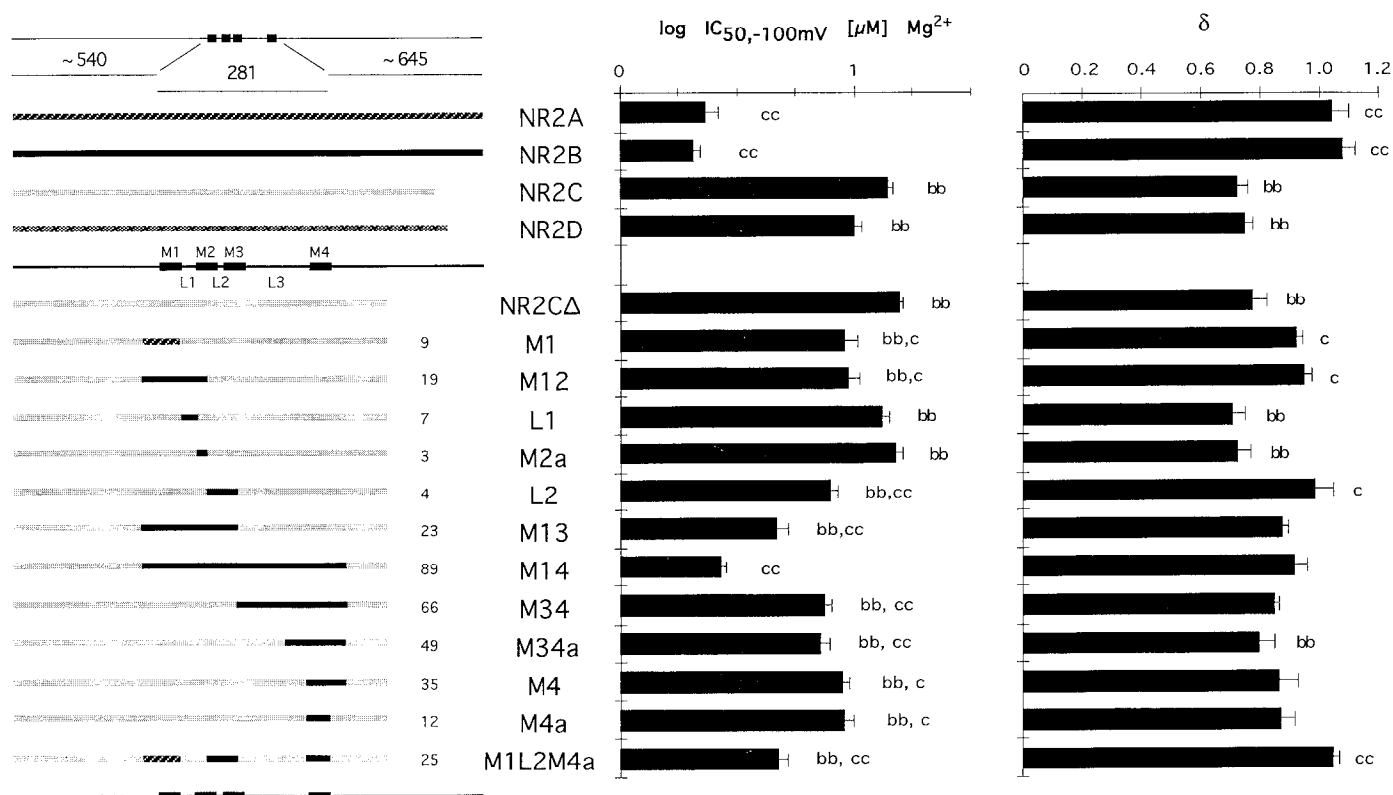 log IC50,-100mV [µM] Mg2+
δ
~540
281
~645
0 1
0 0.2 0.4 0.6 0.8 1.0 1.2
NR2A cc cc
NR2B cc cc
NR2C bb bb
NR2D bb bb
M1 M2 M3 M4
L1 L2 L3
NR2CΔ bb bb
9 M1 bb,c c
19 M12 bb,c c
7 L1 bb bb
3 M2a bb bb
4 L2 bb,cc c
23 M13 bb,cc
89 M14 cc
66 M34 bb, cc
49 M34a bb, cc bb
35 M4 bb, c
12 M4a bb, c
25 M1L2M4a bb, cc cc